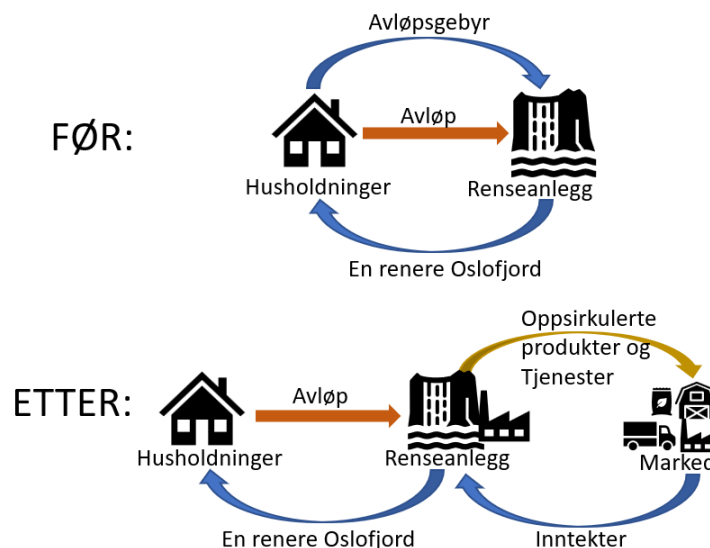 Avløpsgebyr
FØR:
Avløp
Husholdninger
Renseanlegg
En renere Oslofjord
Oppsirkulerte
produkter og
Tjenester
ETTER:
Avløp
Husholdninger
Renseanlegg
Marked
En renere Oslofjord
Inntekter